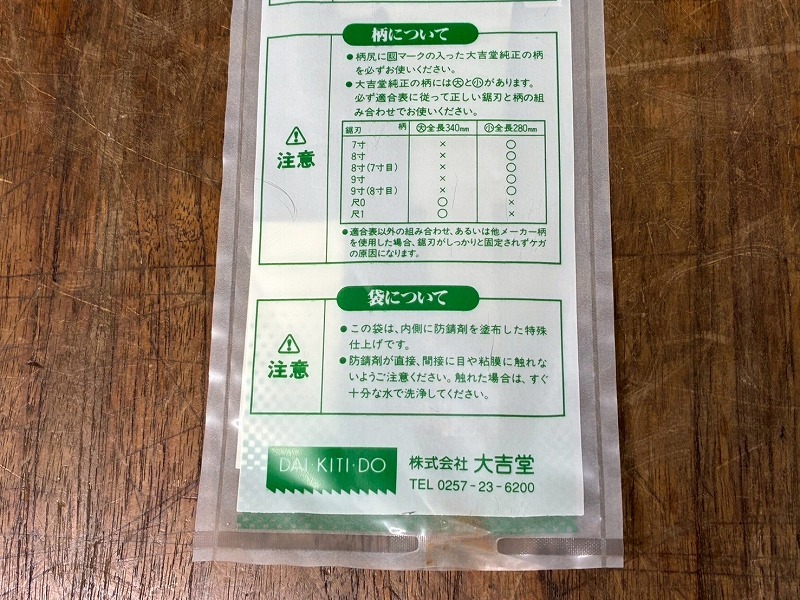 柄について
注意
●柄尻に マークの入った大吉堂純正の柄
を必ずお使いください。
●大吉堂純正の柄には㊛と㊙があります。
必ず適合表に従って正しい鋸刃と柄の組
み合わせでお使いください。
鋸刃 柄 大全長340mm 小全長280mm
7寸 × ○
8寸 × ○
8寸(7寸目) × ○
9寸 × ○
9寸(8寸目) × ○
尺0 ○ ×
尺1 ○ ×
●適合表以外の組み合わせ、あるいは他メーカー柄
を使用した場合、鋸刃がしっかりと固定されずケガ
の原因になります。
袋について
注意
●この袋は、内側に防錆剤を塗布した特殊
仕上げです。
●防錆剤が直接、間接に目や粘膜に触れな
いようご注意ください。触れた場合は、すぐ
十分な水で洗浄してください。
DAI・KITI・DO
株式会社 大吉堂
TEL 0257-23-6200